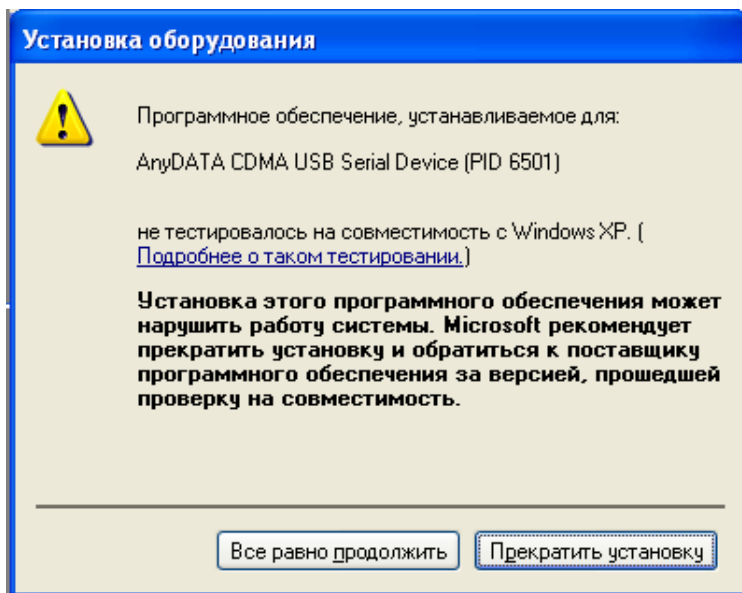 Установка оборудования
Программное обеспечение, устанавливаемое для:
AnyDATA CDMA USB Serial Device (PID 6501)
не тестировалось на совместимость с Windows XP. (
Подробнее о таком тестировании.)
Установка этого программного обеспечения может
нарушить работу системы. Microsoft рекомендует
прекратить установку и обратиться к поставщику
программного обеспечения за версией, прошедшей
проверку на совместимость.
Все равно продолжить
Прекратить установку